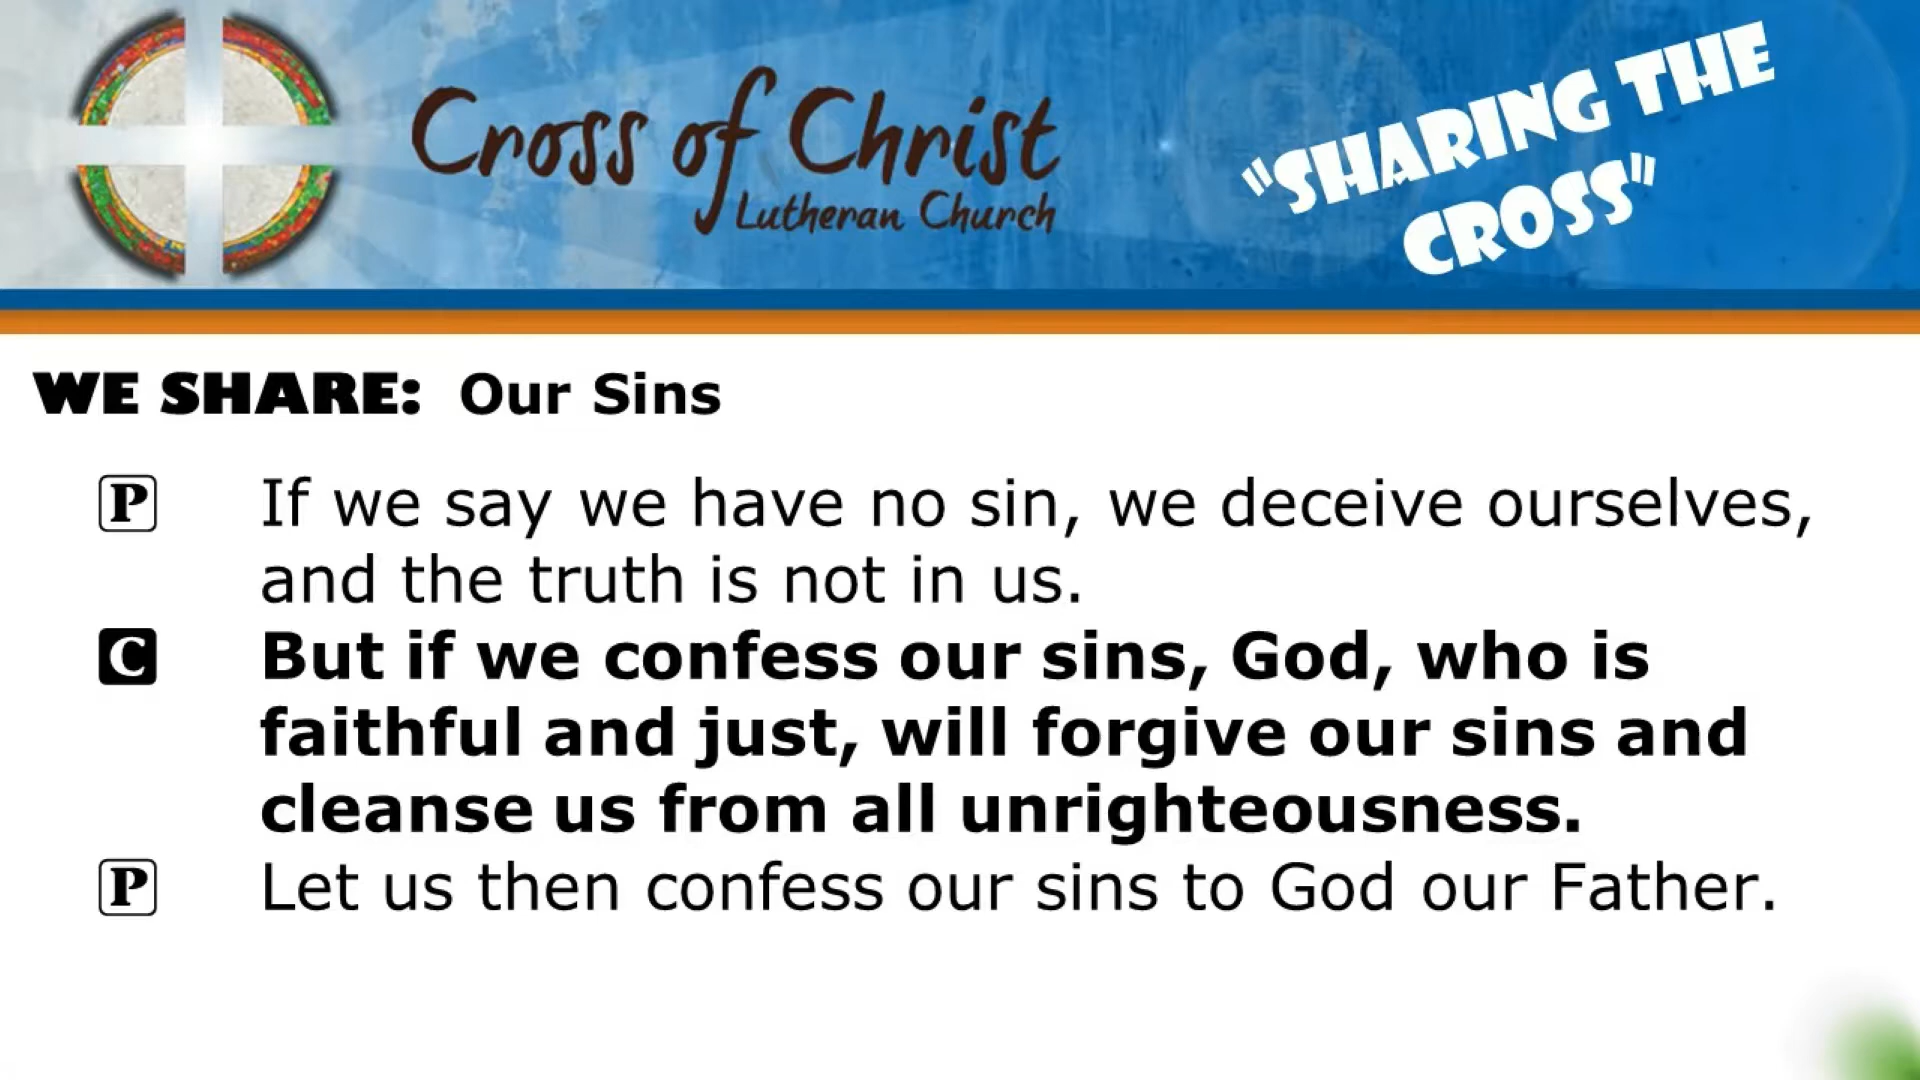 Cross of Christ
Lutheran Church
"SHARING THE
CROSS"
WE SHARE: Our Sins
P If we say we have no sin, we deceive ourselves,
and the truth is not in us.
C But if we confess our sins, God, who is
faithful and just, will forgive our sins and
cleanse us from all unrighteousness.
P Let us then confess our sins to God our Father.